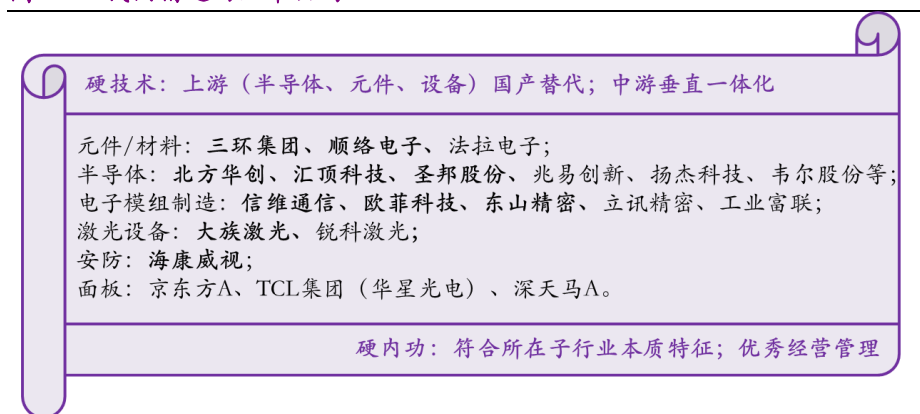 硬技术：上游（半导体、元件、设备）国产替代；中游垂直一体化
元件/材料：三环集团、顺络电子、法拉电子；
半导体：北方华创、汇顶科技、圣邦股份、兆易创新、扬杰科技、韦尔股份等；
电子模组制造：信维通信、欧菲科技、东山精密、立讯精密、工业富联；
激光设备：大族激光、锐科激光；
安防：海康威视；
面板：京东方A、TCL集团（华星光电）、深天马A。
硬内功：符合所在子行业本质特征；优秀经营管理